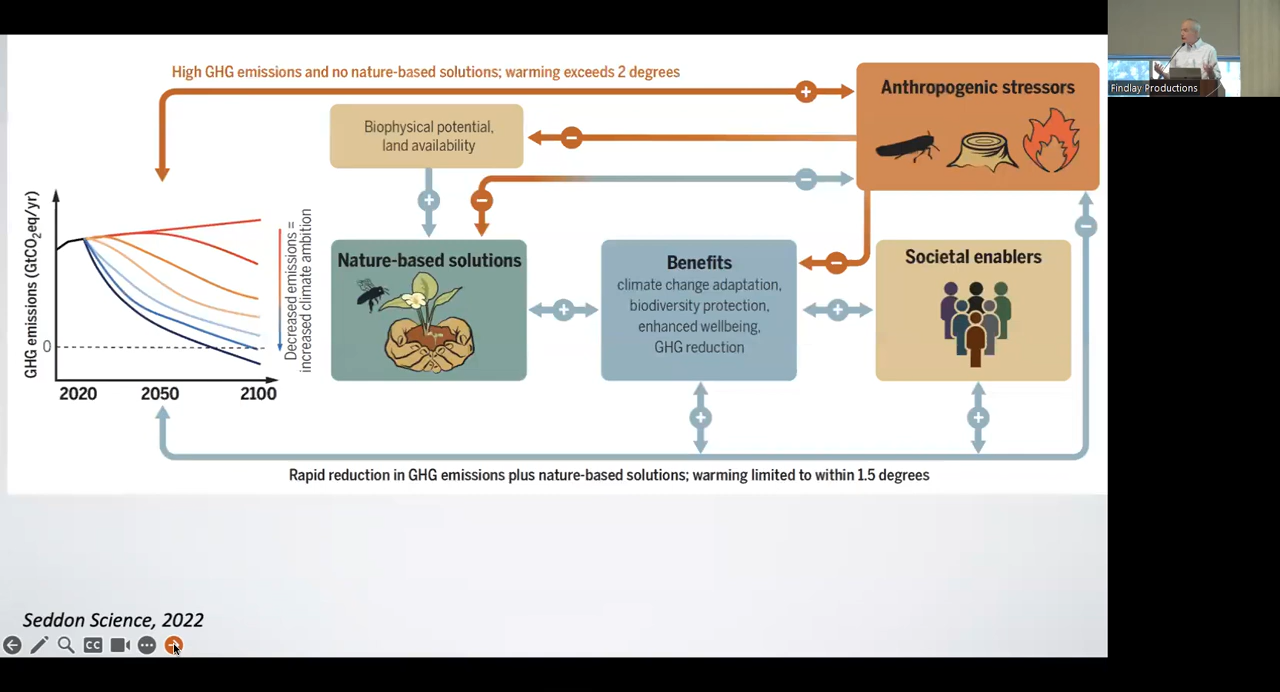 High GHG emissions and no nature-based solutions; warming exceeds 2 degrees
+
Anthropogenic stressors
Findlay Productions
Biophysical potential,
land availability
−
+
−
−
−
GHG emissions (GtCO2eq/yr)
0
2020
2050
2100
Decreased emissions =
increased climate ambition
Nature-based solutions
+
Benefits
climate change adaptation,
biodiversity protection,
enhanced wellbeing,
GHG reduction
−
+
Societal enablers
+
+
Rapid reduction in GHG emissions plus nature-based solutions; warming limited to within 1.5 degrees
Seddon Science, 2022
CC